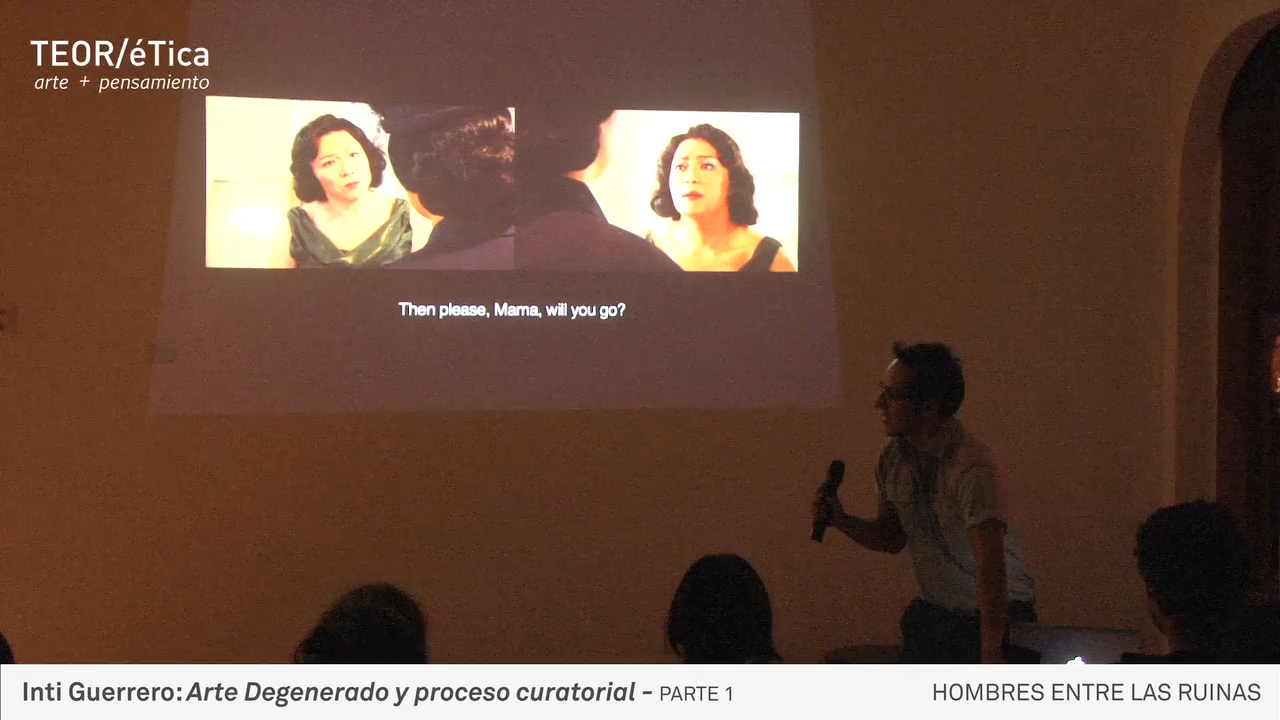 TEOR/éTica
arte + pensamiento
Then please, Mama, will you go?
Inti Guerrero: Arte Degenerado y proceso curatorial - PARTE 1
HOMBRES ENTRE LAS RUINAS